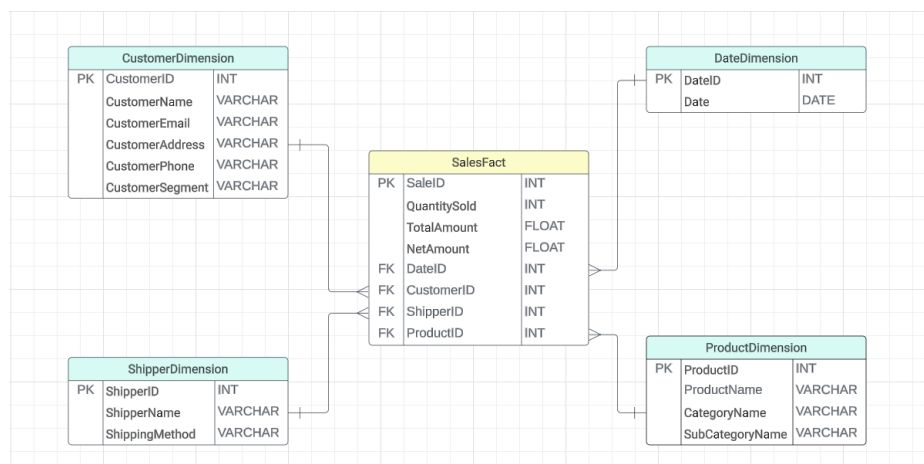 CustomerDimension
PK CustomerID INT
CustomerName VARCHAR
CustomerEmail VARCHAR
CustomerAddress VARCHAR
CustomerPhone VARCHAR
CustomerSegment VARCHAR
DateDimension
PK DateID INT
Date DATE
SalesFact
PK SaleID INT
QuantitySold INT
TotalAmount FLOAT
NetAmount FLOAT
FK DateID INT
FK CustomerID INT
FK ShipperID INT
FK ProductID INT
ShipperDimension
PK ShipperID INT
ShipperName VARCHAR
ShippingMethod VARCHAR
ProductDimension
PK ProductID INT
ProductName VARCHAR
CategoryName VARCHAR
SubCategoryName VARCHAR